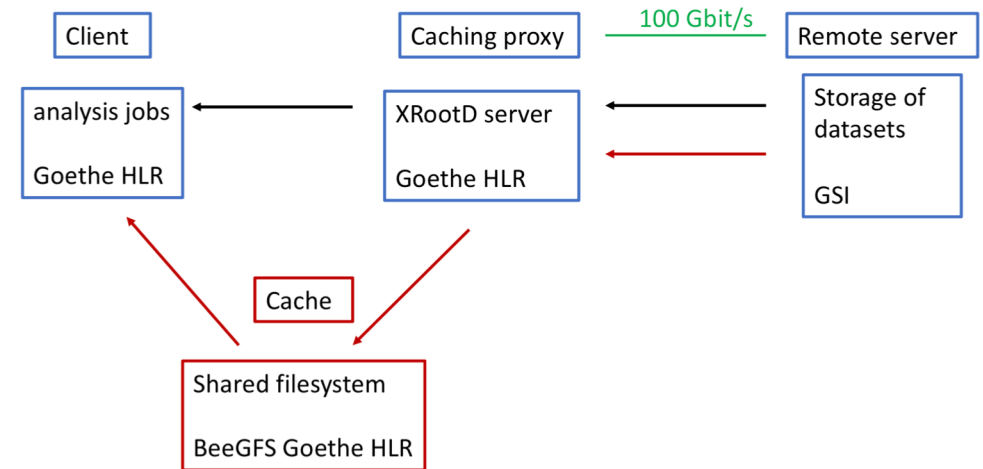 Client
Caching proxy
100 Gbit/s
Remote server
analysis jobs
Goethe HLR
XRootD server
Goethe HLR
Storage of
datasets
GSI
Cache
Shared filesystem
BeeGFS Goethe HLR